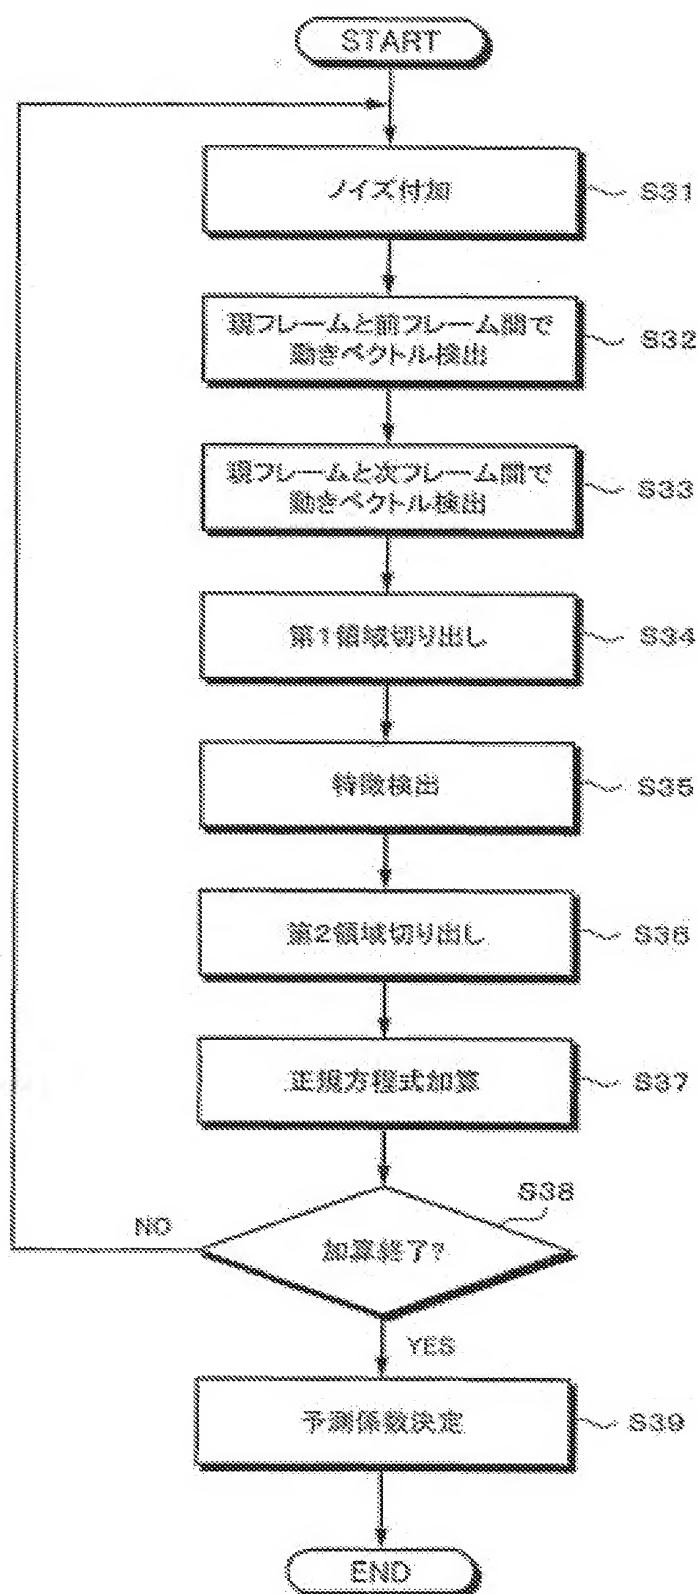 START
ノイズ付加
S31
現フレームと前フレーム間で
動きベクトル検出
S32
現フレームと次フレーム間で
動きベクトル検出
S33
第1領域切り出し
S34
特徴検出
S35
第2領域切り出し
S36
正規方程式加算
S37
S38
NO
加算終了?
YES
予測係数決定
S39
END